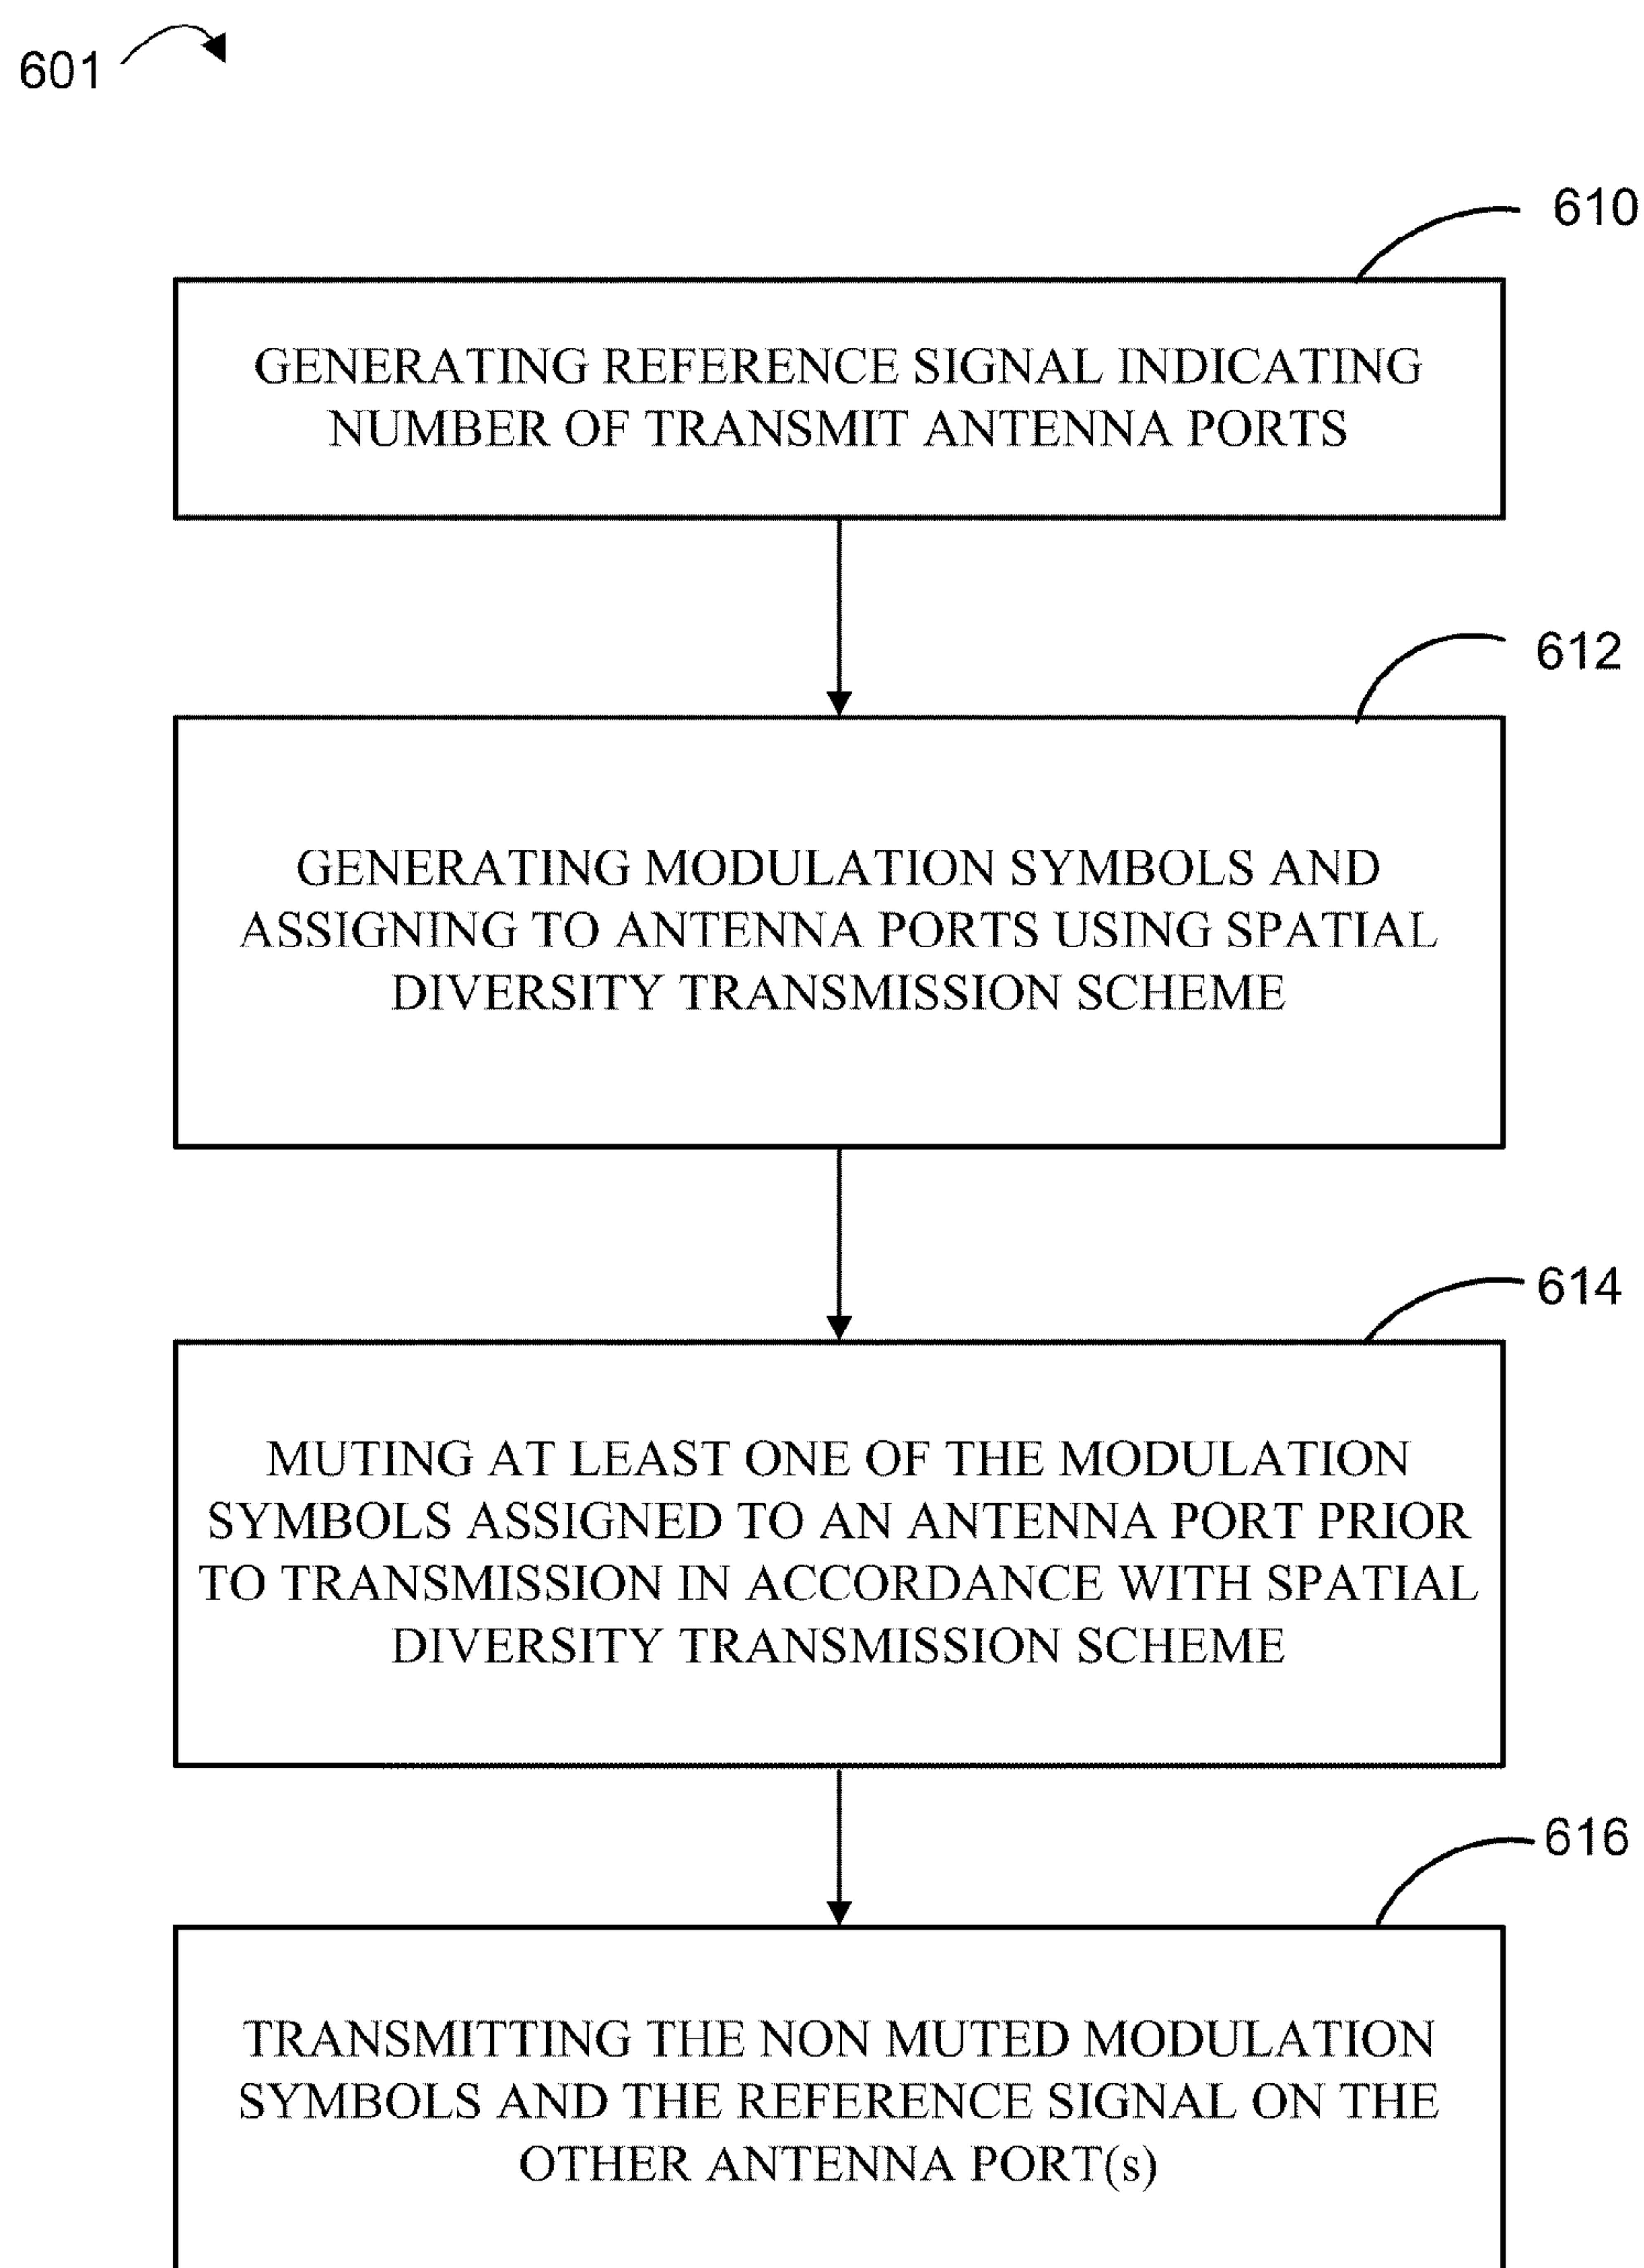 601
610
GENERATING REFERENCE SIGNAL INDICATING
NUMBER OF TRANSMIT ANTENNA PORTS
612
GENERATING MODULATION SYMBOLS AND
ASSIGNING TO ANTENNA PORTS USING SPATIAL
DIVERSITY TRANSMISSION SCHEME
614
MUTING AT LEAST ONE OF THE MODULATION
SYMBOLS ASSIGNED TO AN ANTENNA PORT PRIOR
TO TRANSMISSION IN ACCORDANCE WITH SPATIAL
DIVERSITY TRANSMISSION SCHEME
616
TRANSMITTING THE NON MUTED MODULATION
SYMBOLS AND THE REFERENCE SIGNAL ON THE
OTHER ANTENNA PORT(s)